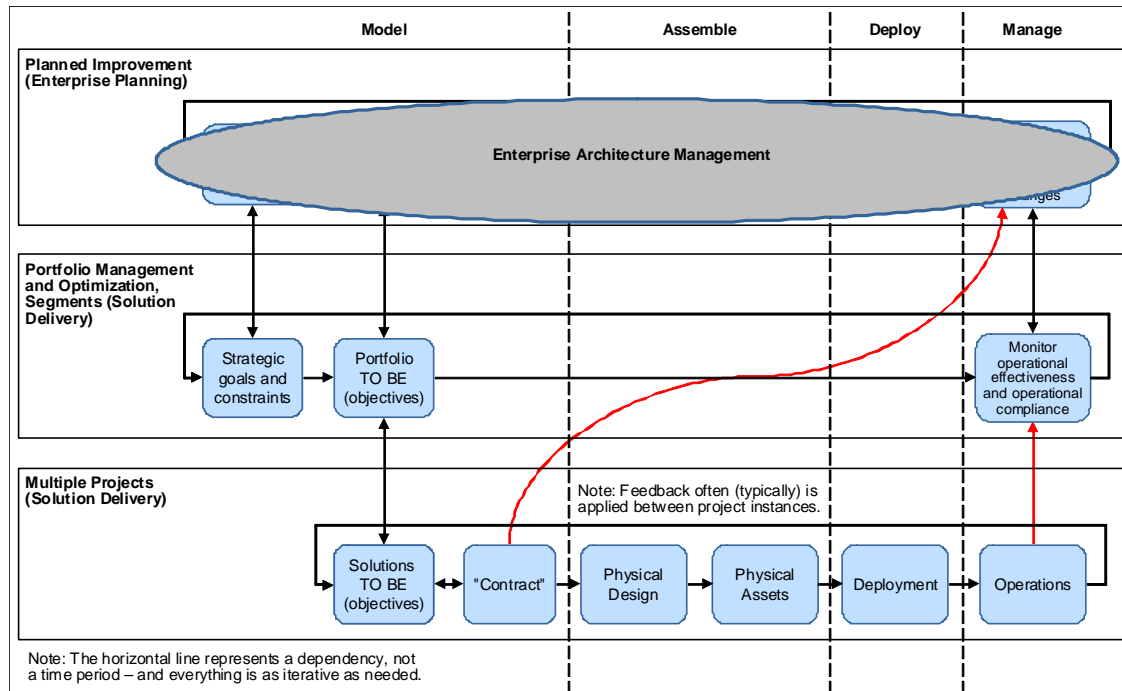 Model
Assemble
Deploy
Manage
Planned Improvement
(Enterprise Planning)
Enterprise Architecture Management
Portfolio Management
and Optimization,
Segments (Solution
Delivery)
Strategic
goals and
constraints
Portfolio
TO BE
(objectives)
Monitor
operational
effectiveness
and operational
compliance
Multiple Projects
(Solution Delivery)
Note: Feedback often (typically) is
applied between project instances.
Solutions
TO BE
(objectives)
"Contract"
Physical
Design
Physical
Assets
Deployment
Operations
Note: The horizontal line represents a dependency, not
a time period – and everything is as iterative as needed.